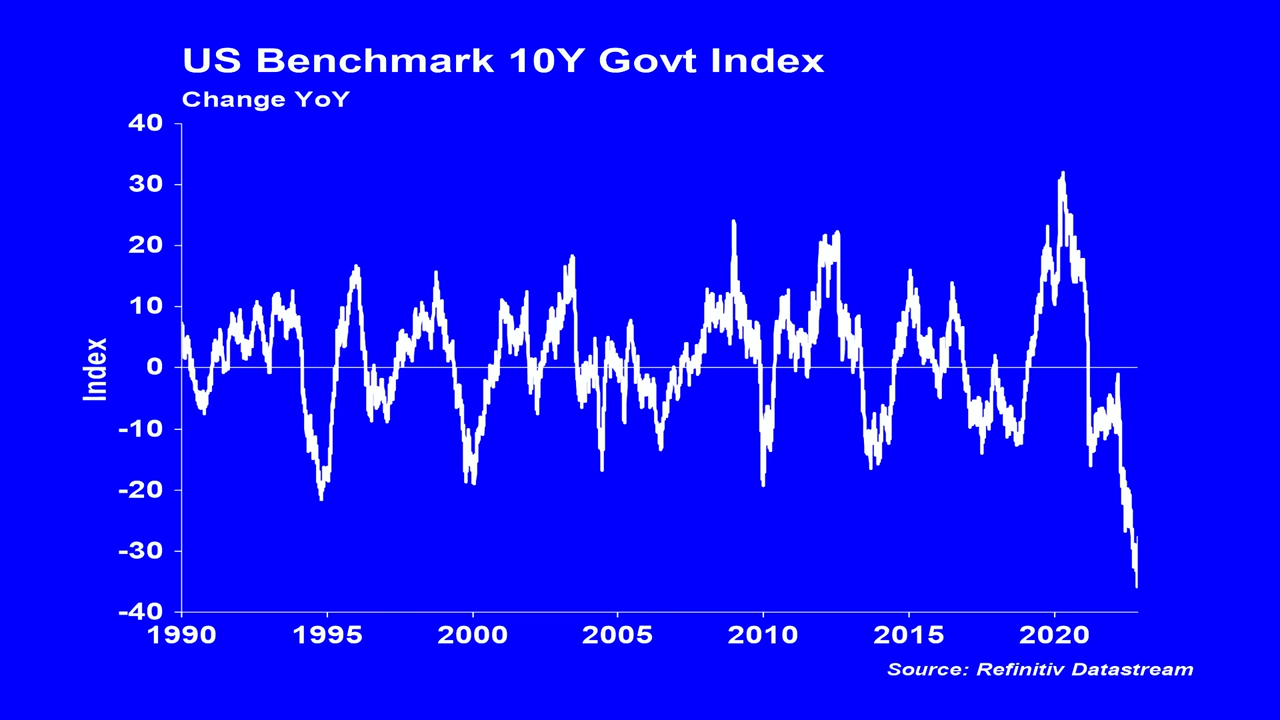 US Benchmark 10Y Govt Index
Change YoY
40
30
20
10
0
-10
-20
-30
-40
Index
1990 1995 2000 2005 2010 2015 2020
Source: Refinitiv Datastream